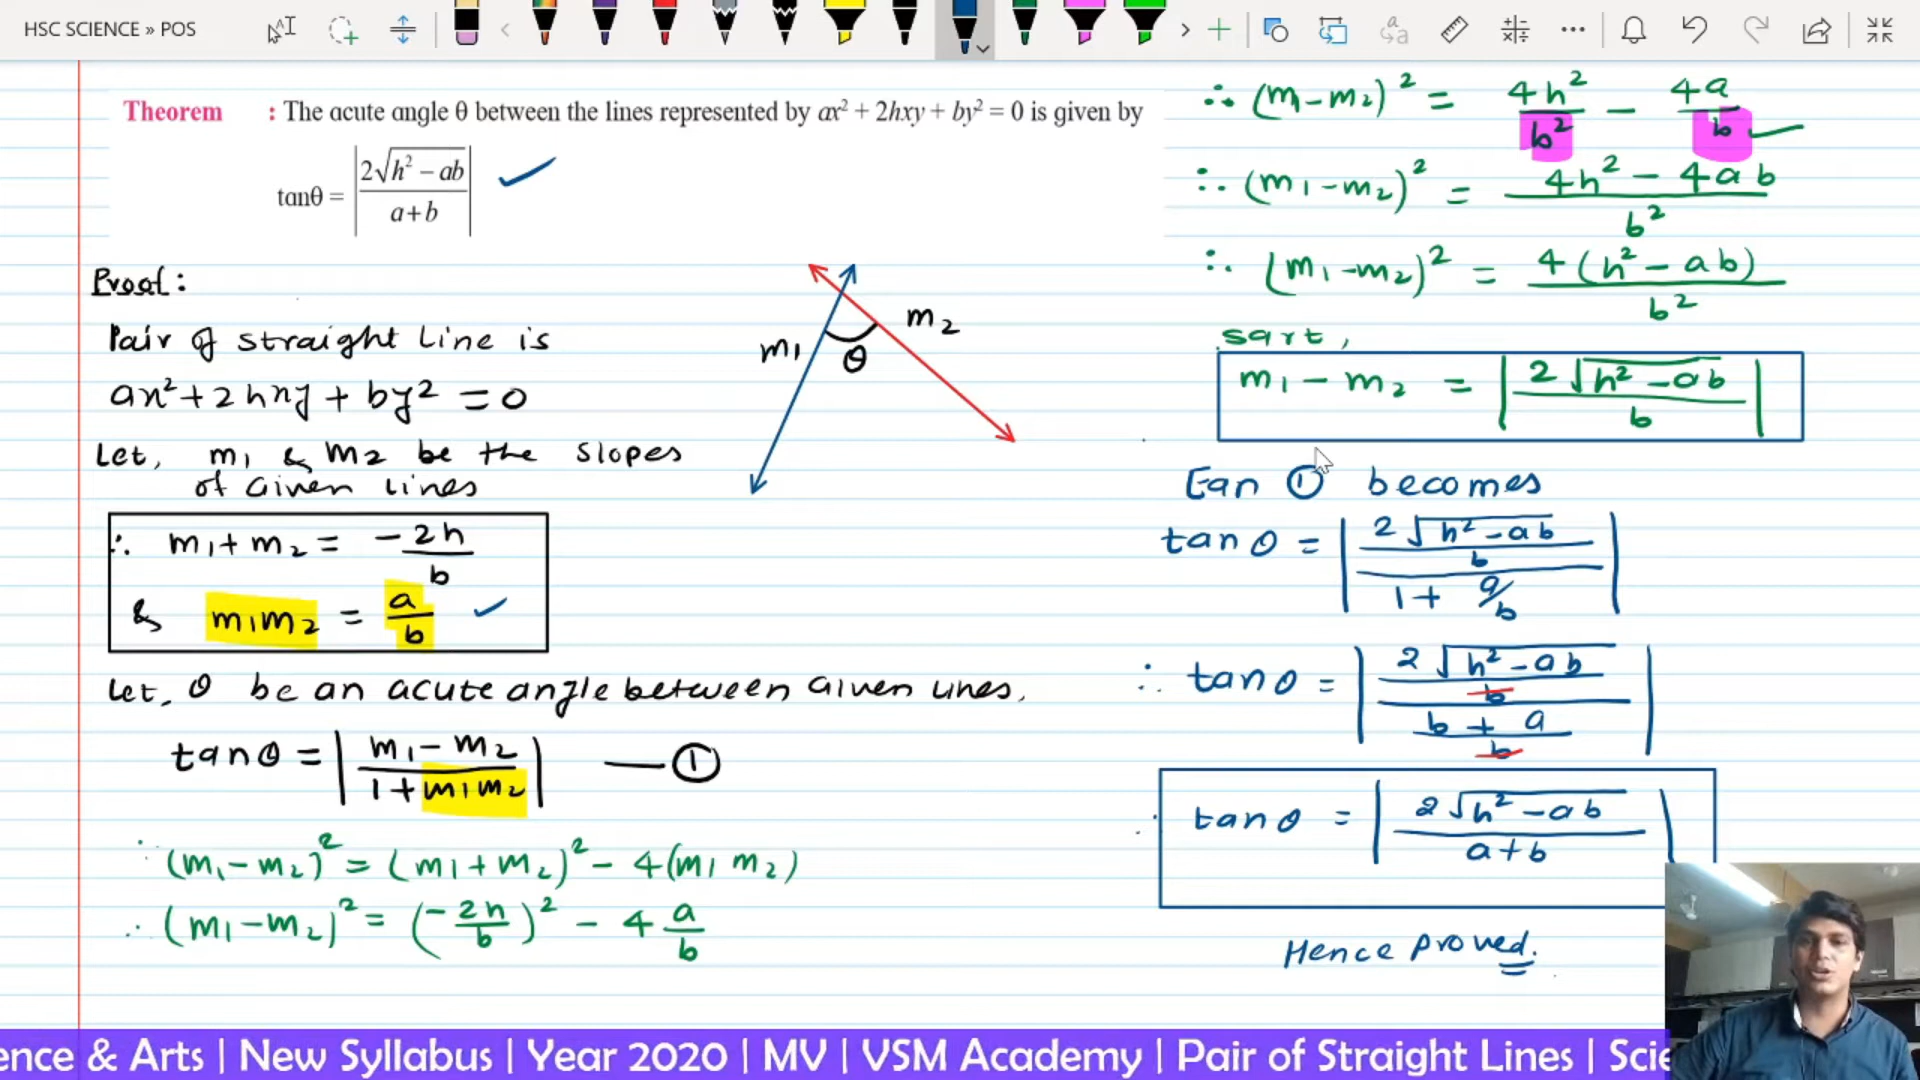 HSC SCIENCE » POS
Theorem : The acute angle θ between the lines represented by ax² + 2hxy + by² = 0 is given by
tanθ = |2√(h² – ab) / (a+b)|
Proof:
Pair of straight Line is
ax² + 2hxy + by² = 0
Let, m₁ & m₂ be the slopes
of Given Lines
∴ m₁+m₂ = -2h/b
& m₁m₂ = a/b
Let, θ be an acute angle between Given Lines.
tanθ = |(m₁ - m₂) / (1 + m₁m₂)| — ①
∴ (m₁-m₂)² = (m₁+m₂)² - 4(m₁m₂)
∴ (m₁-m₂)² = (-2h/b)² - 4 a/b
m₁
θ
m₂
∴ (m₁-m₂)² = 4h²/b² - 4a/b
∴ (m₁-m₂)² = (4h² - 4ab)/b²
∴ (m₁-m₂)² = 4(h² - ab)/b²
sqrt,
m₁ - m₂ = |2√(h² - ab) / b|
Eqn ① becomes
tanθ = |(2√(h² - ab) / b) / (1 + a/b)|
∴ tanθ = |(2√(h² - ab) / b) / ((b + a) / b)|
∴ tanθ = |2√(h² - ab) / (a+b)|
Hence proved.
ence & Arts | New Syllabus | Year 2020 | MV | VSM Academy | Pair of Straight Lines | Scie